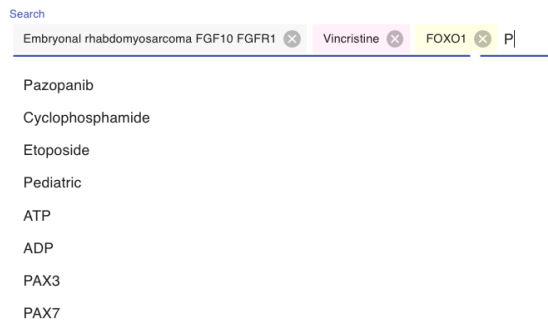 Search
Embryonal rhabdomyosarcoma FGF10 FGFR1 Vincristine FOXO1 P
Pazopanib
Cyclophosphamide
Etoposide
Pediatric
ATP
ADP
PAX3
PAX7